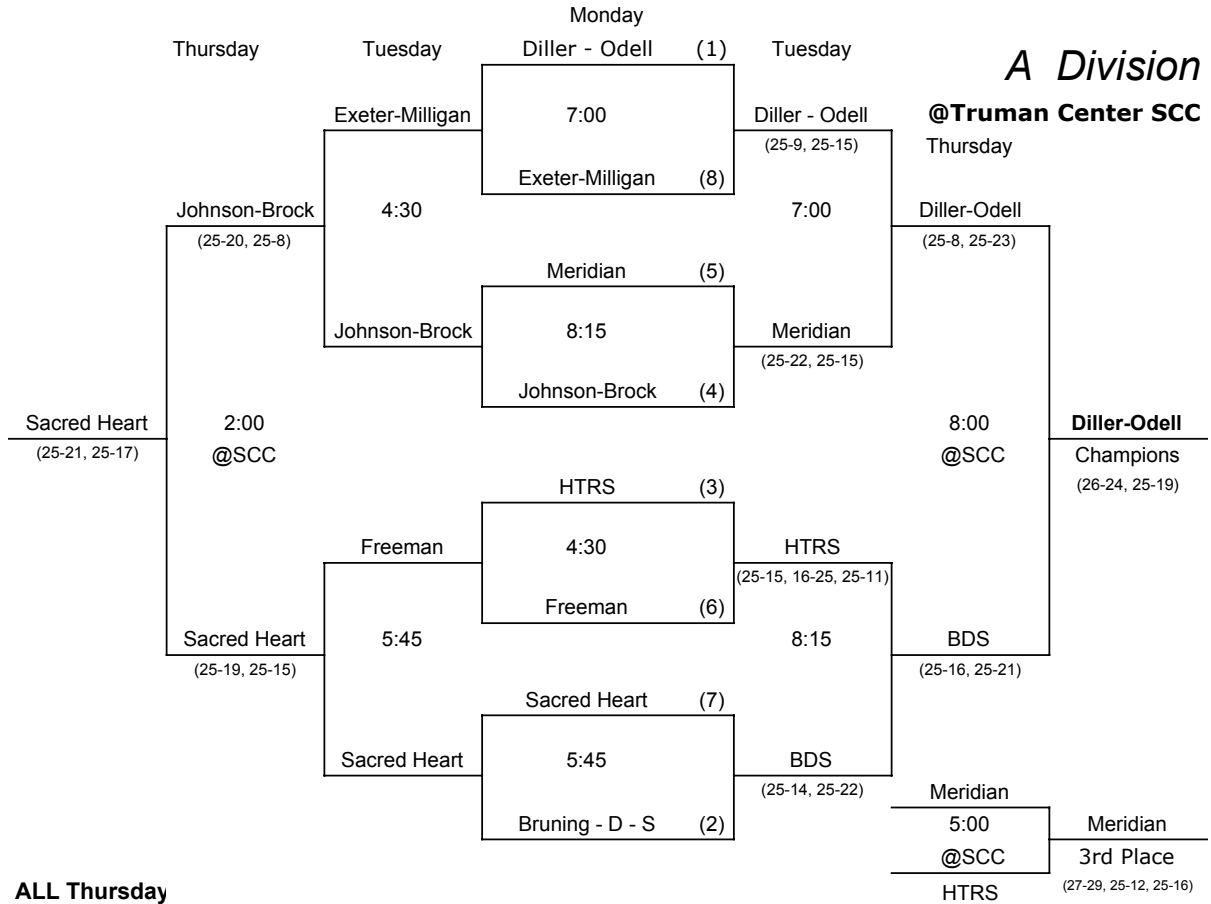 Monday
Thursday Tuesday Diller - Odell (1) Tuesday
A Division
@Truman Center SCC
Exeter-Milligan 7:00 Diller - Odell
(25-9, 25-15) Thursday
Exeter-Milligan (8)
Johnson-Brock 4:30 7:00 Diller-Odell
(25-20, 25-8) (25-8, 25-23)
Meridian (5)
Johnson-Brock 8:15 Meridian
(25-22, 25-15)
Johnson-Brock (4)
Sacred Heart 2:00 8:00 Diller-Odell
(25-21, 25-17) @SCC @SCC Champions
(26-24, 25-19)
HTRS (3)
Freeman 4:30 HTRS
(25-15, 16-25, 25-11)
Freeman (6)
Sacred Heart 5:45 8:15 BDS
(25-19, 25-15) (25-16, 25-21)
Sacred Heart (7)
Sacred Heart 5:45 BDS
(25-14, 25-22)
Meridian
Bruning - D - S (2) 5:00 Meridian
@SCC 3rd Place
ALL Thursday HTRS (27-29, 25-12, 25-16)